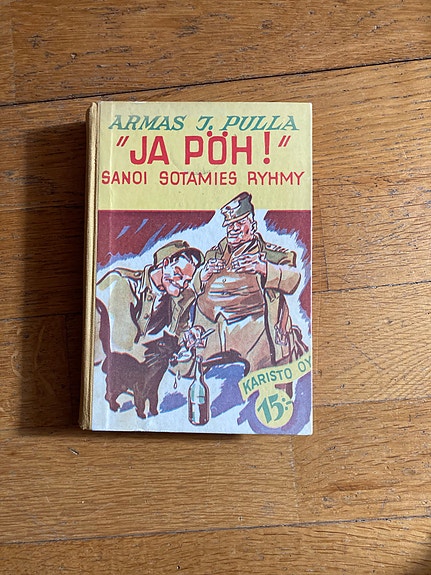 ARMAS J. PULLA
"JA PÖH!"
SANOI SOTAMIES RYHMY
KARISTO OY
15:-